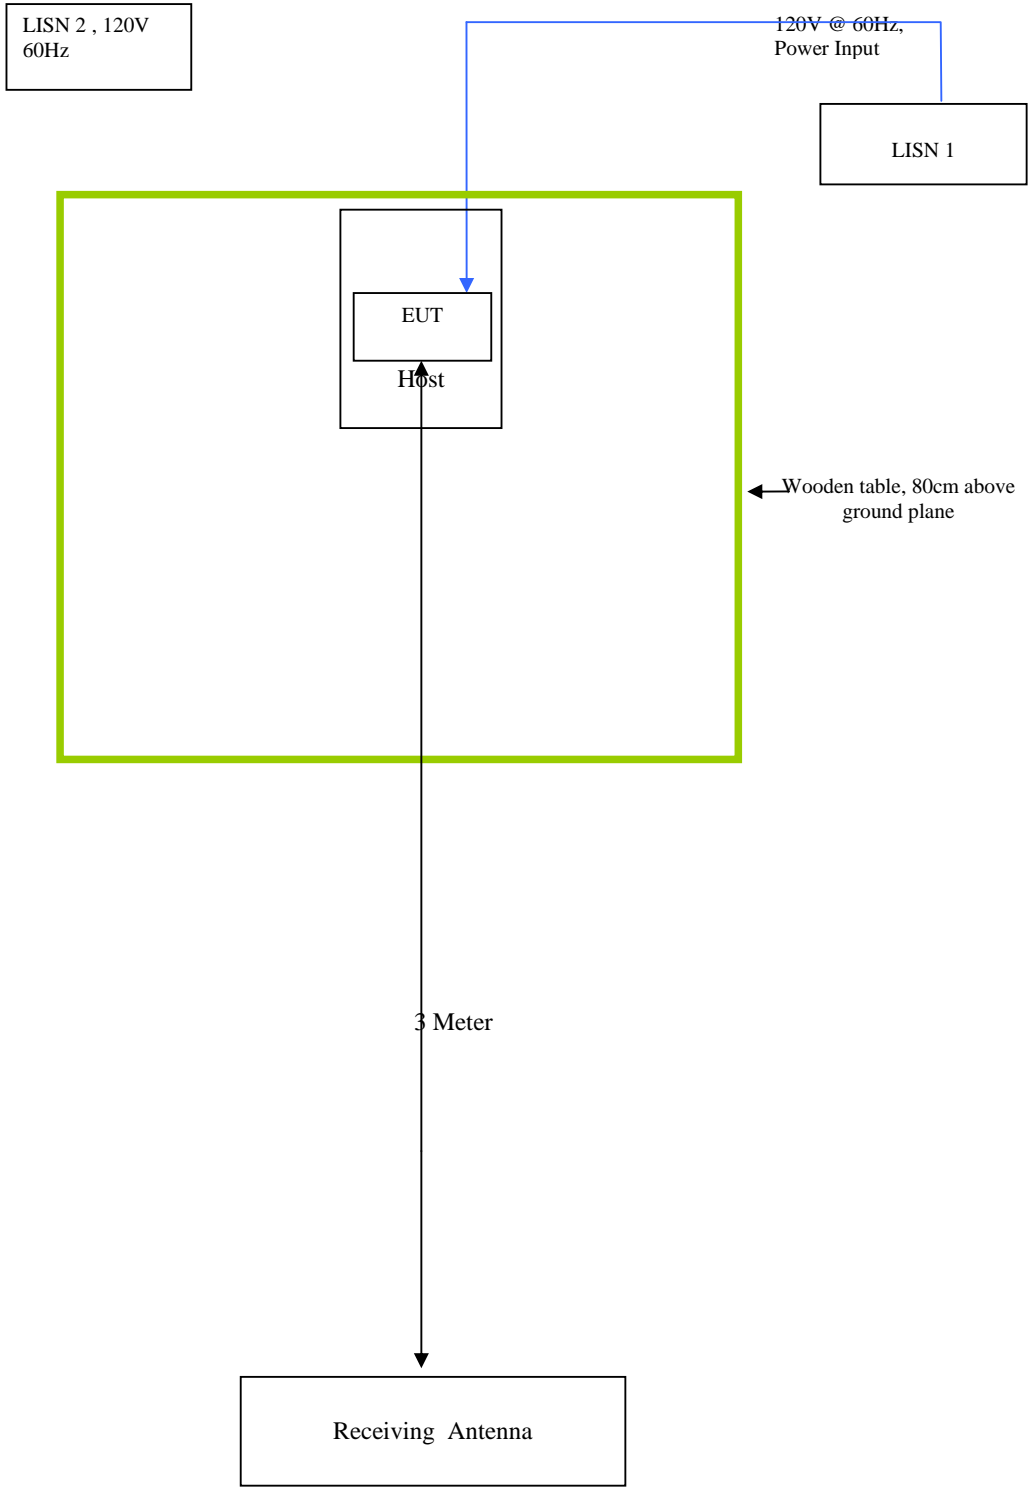 LISN 2 , 120V
60Hz
120V @ 60Hz,
Power Input
LISN 1
EUT
Host
Wooden table, 80cm above
ground plane
3 Meter
Receiving Antenna